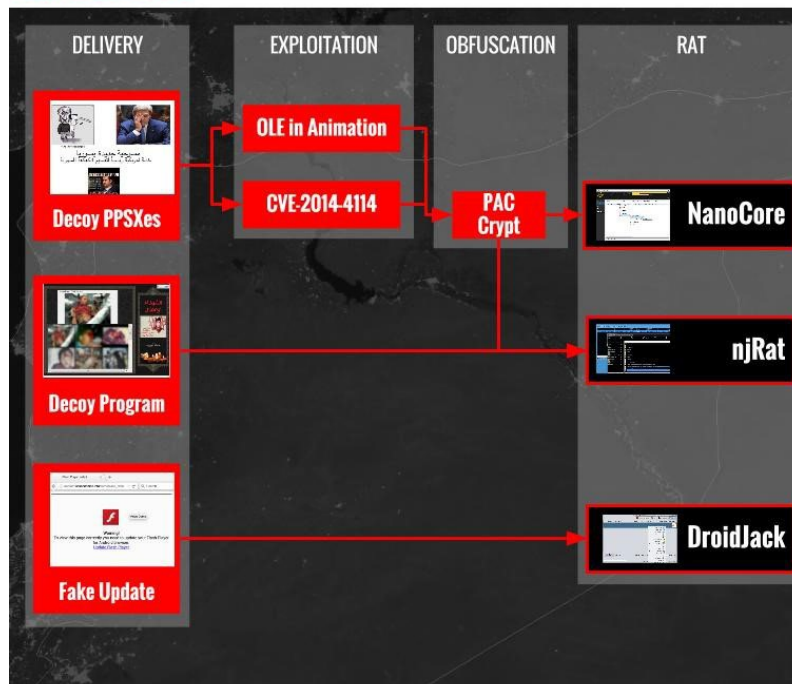 DELIVERY
EXPLOITATION
OBFUSCATION
RAT
Decoy PPSXes
OLE in Animation
CVE-2014-4114
PAC
Crypt
NanoCore
Decoy Program
njRat
Warning!
Fake Update
DroidJack